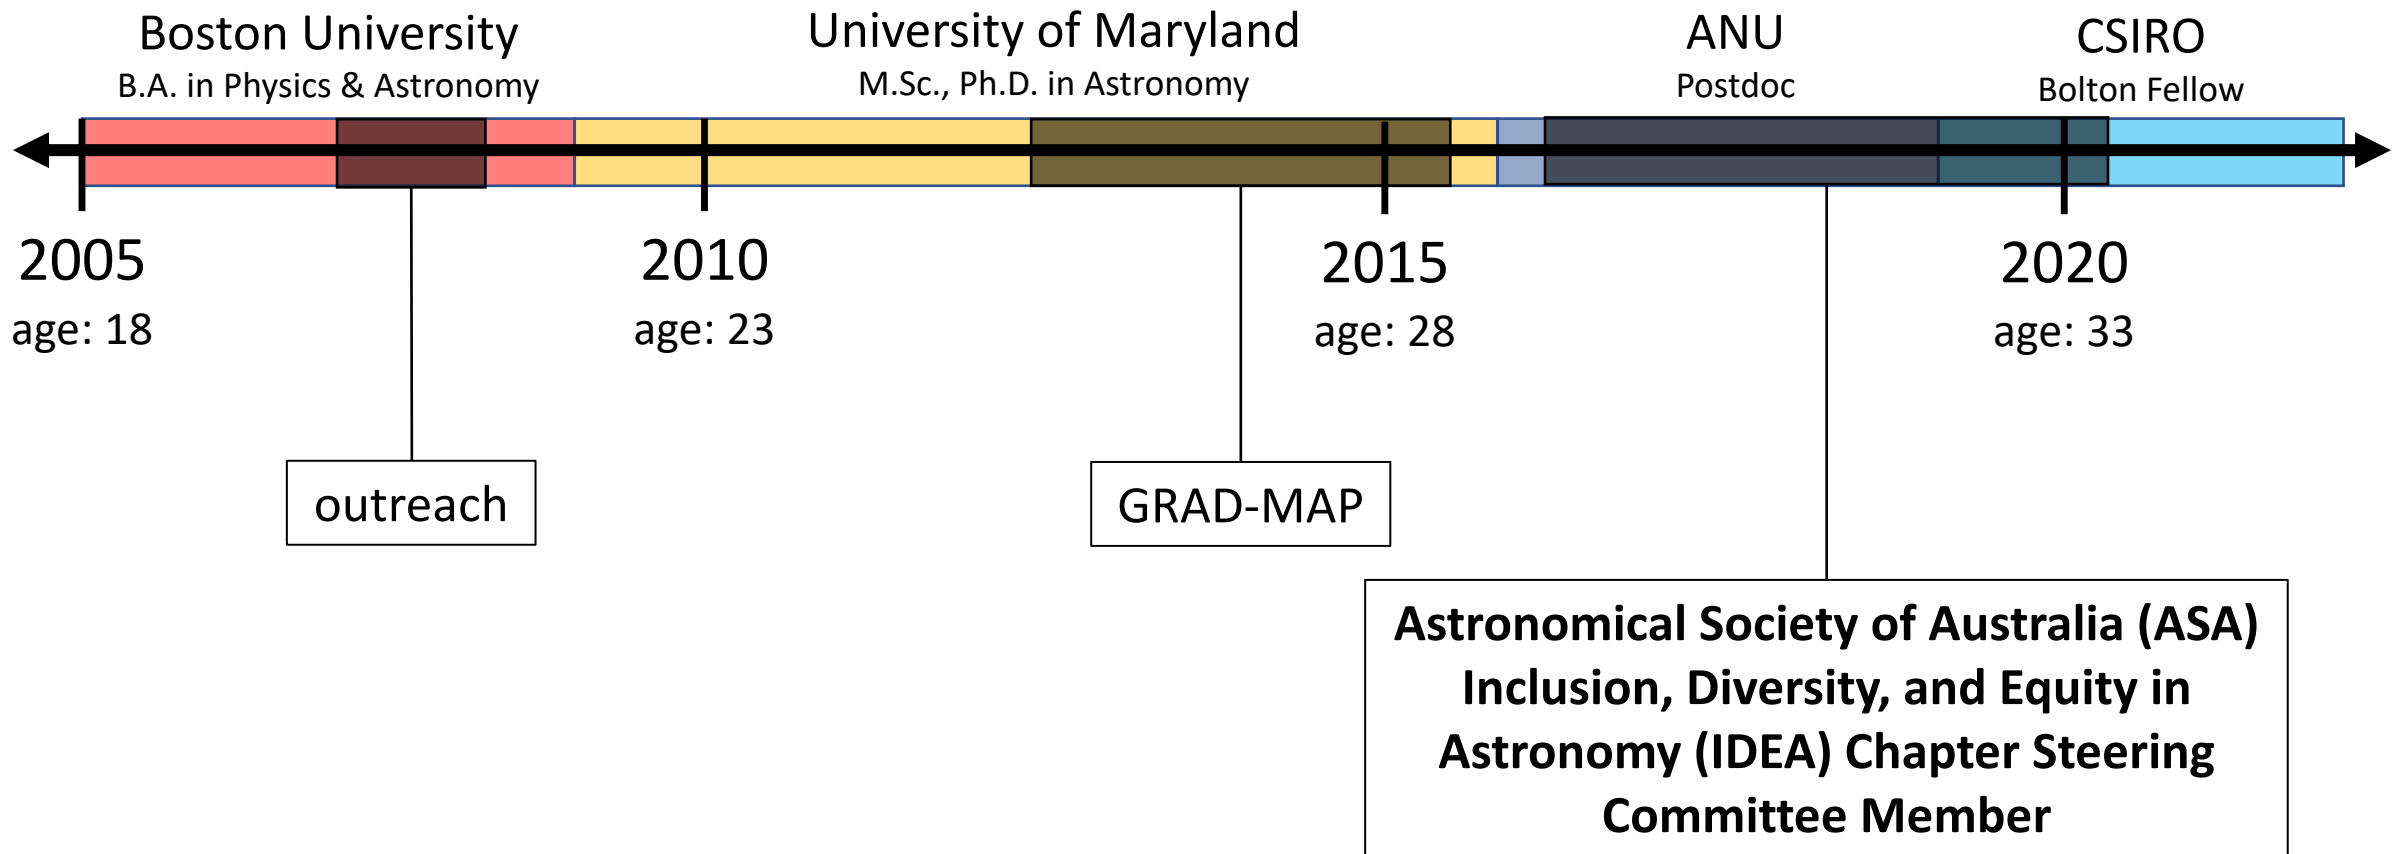 Boston University
B.A. in Physics & Astronomy
University of Maryland
M.Sc., Ph.D. in Astronomy
ANU
Postdoc
CSIRO
Bolton Fellow
2005
age: 18
2010
age: 23
2015
age: 28
2020
age: 33
outreach
GRAD-MAP
Astronomical Society of Australia (ASA)
Inclusion, Diversity, and Equity in
Astronomy (IDEA) Chapter Steering
Committee Member